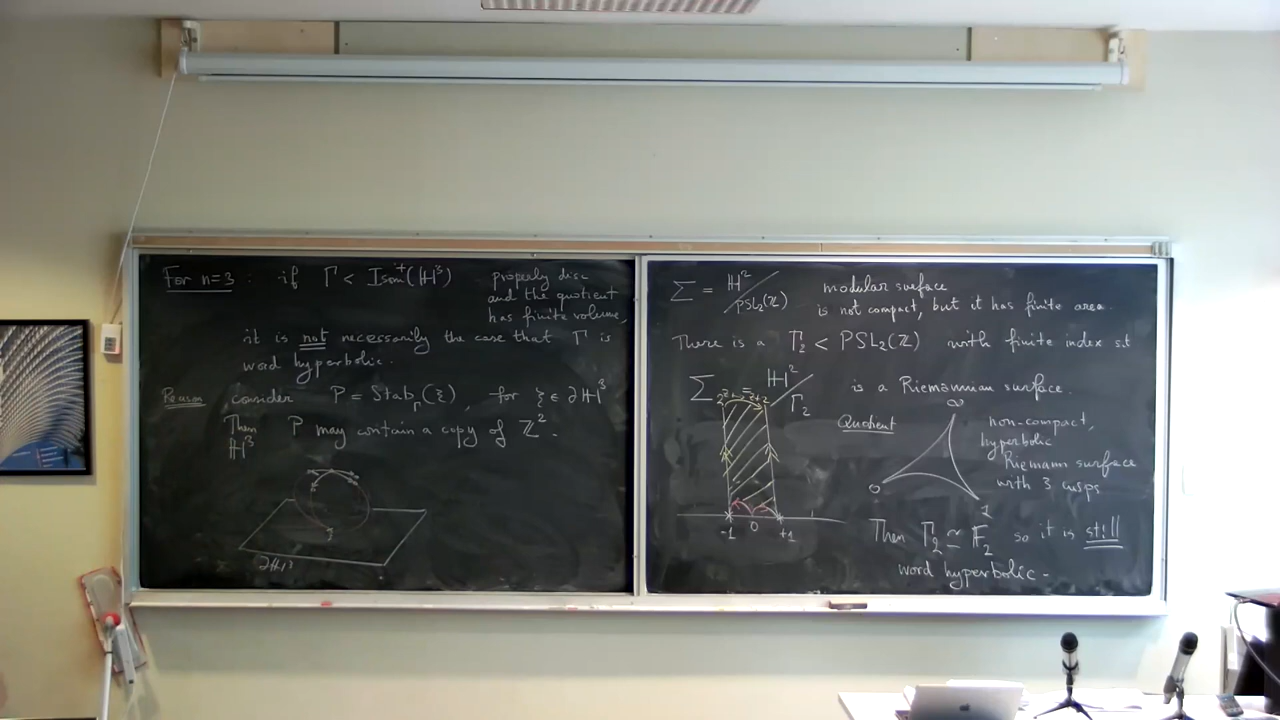 For n=3 : if Γ < Isom⁺(H³) properly disc
and the quotient
has finite volume,
it is not necessarily the case that Γ is
word hyperbolic.
Reason consider P = Stab_Γ(ξ), for ξ ∈ ∂H³
Then P may contain a copy of Z².
H³
ξ
∂H³
Σ = H²/PSL₂(Z) modular surface
is not compact, but it has finite area.
There is a Γ₂ < PSL₂(Z) with finite index s.t
Σ₂ = H²/Γ₂ is a Riemannian surface.
z ↦ z+2
-1 0 +1
Quotient
∞
0
1
non-compact,
hyperbolic
Riemann surface
with 3 cusps
Then Γ₂ ≃ F₂ so it is still
word hyperbolic.